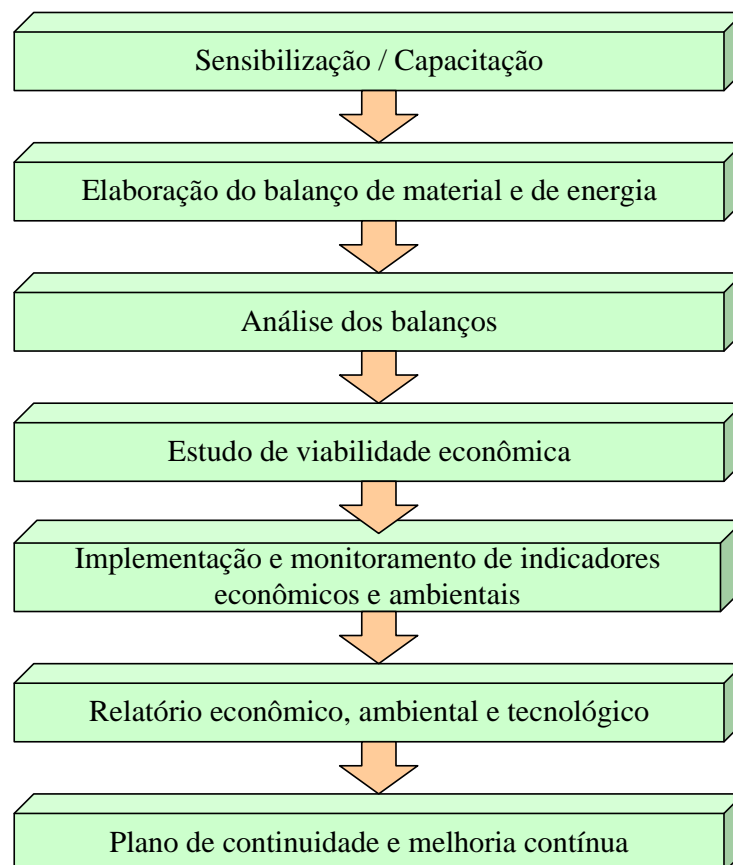 Sensibilização / Capacitação
Elaboração do balanço de material e de energia
Análise dos balanços
Estudo de viabilidade econômica
Implementação e monitoramento de indicadores
econômicos e ambientais
Relatório econômico, ambiental e tecnológico
Plano de continuidade e melhoria contínua